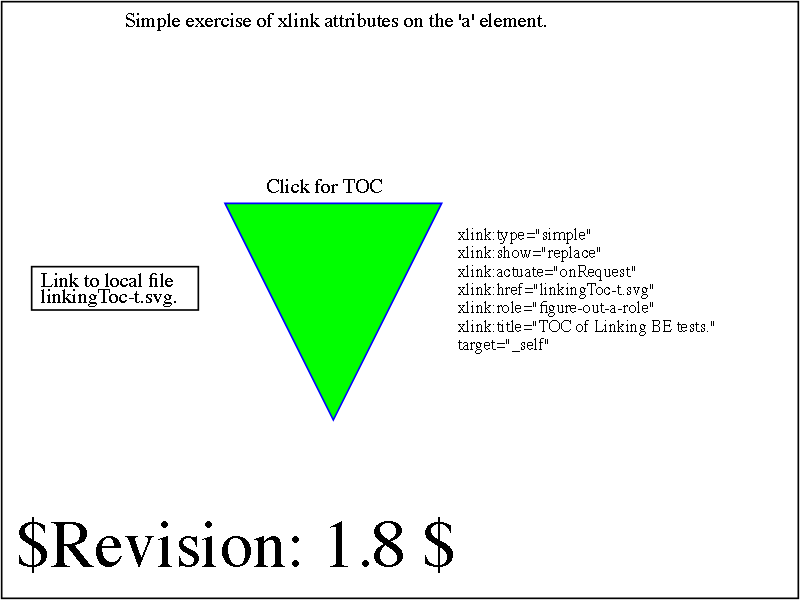 Simple exercise of xlink attributes on the 'a' element.
Click for TOC
Link to local file
linkingToc-t.svg.
xlink:type="simple"
xlink:show="replace"
xlink:actuate="onRequest"
xlink:href="linkingToc-t.svg"
xlink:role="figure-out-a-role"
xlink:title="TOC of Linking BE tests."
target="_self"
$Revision: 1.8 $